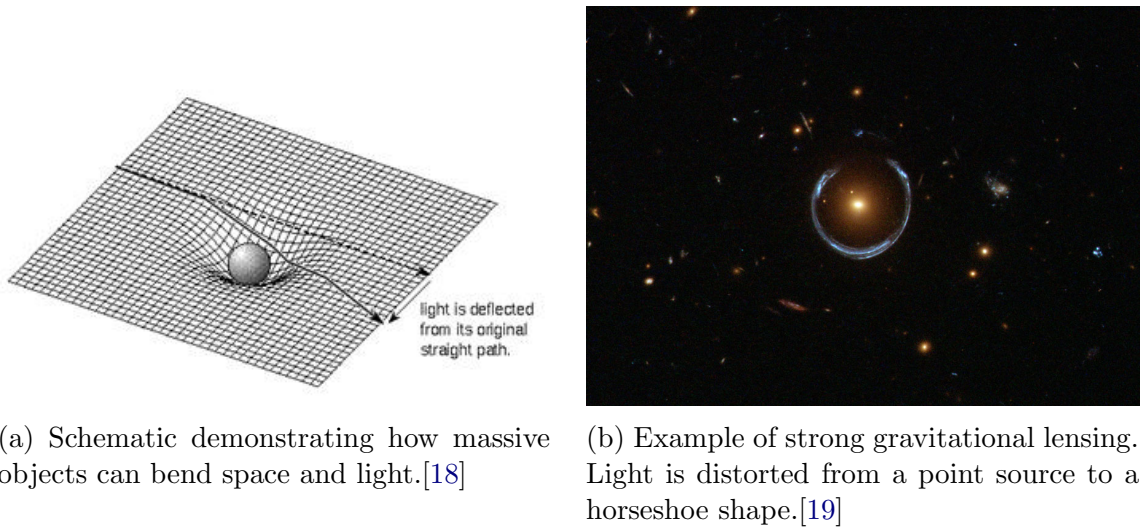 light is deflected
from its original
straight path.
(a) Schematic demonstrating how massive
objects can bend space and light.[18]
(b) Example of strong gravitational lensing.
Light is distorted from a point source to a
horseshoe shape.[19]